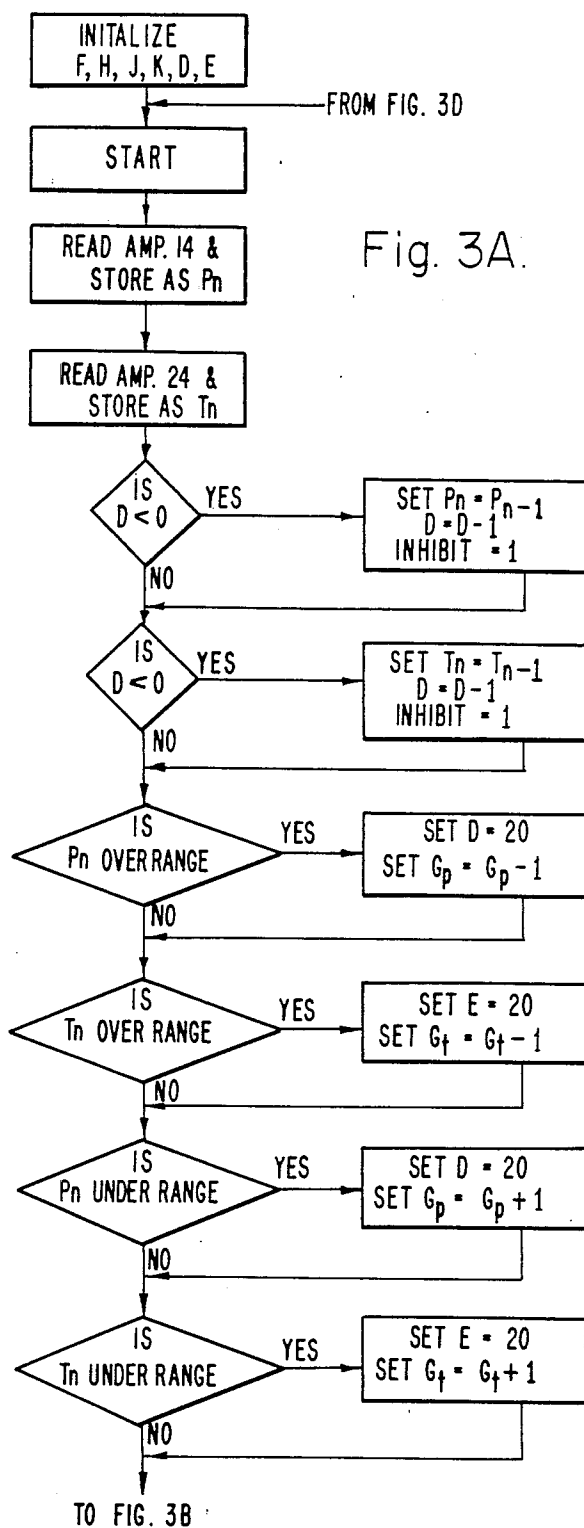 INITALIZE
F, H, J, K, D, E
FROM FIG. 3D
START
Fig. 3A.
READ AMP. 14 &
STORE AS Pn
READ AMP. 24 &
STORE AS Tn
IS
D < 0
YES
SET Pn = Pn-1
D = D-1
INHIBIT = 1
NO
IS
D < 0
YES
SET Tn = Tn-1
D = D-1
INHIBIT = 1
NO
IS
Pn OVER RANGE
YES
SET D = 20
SET Gp = Gp-1
NO
IS
Tn OVER RANGE
YES
SET E = 20
SET Gt = Gt-1
NO
IS
Pn UNDER RANGE
YES
SET D = 20
SET Gp = Gp+1
NO
IS
Tn UNDER RANGE
YES
SET E = 20
SET Gt = Gt+1
NO
TO FIG. 3B